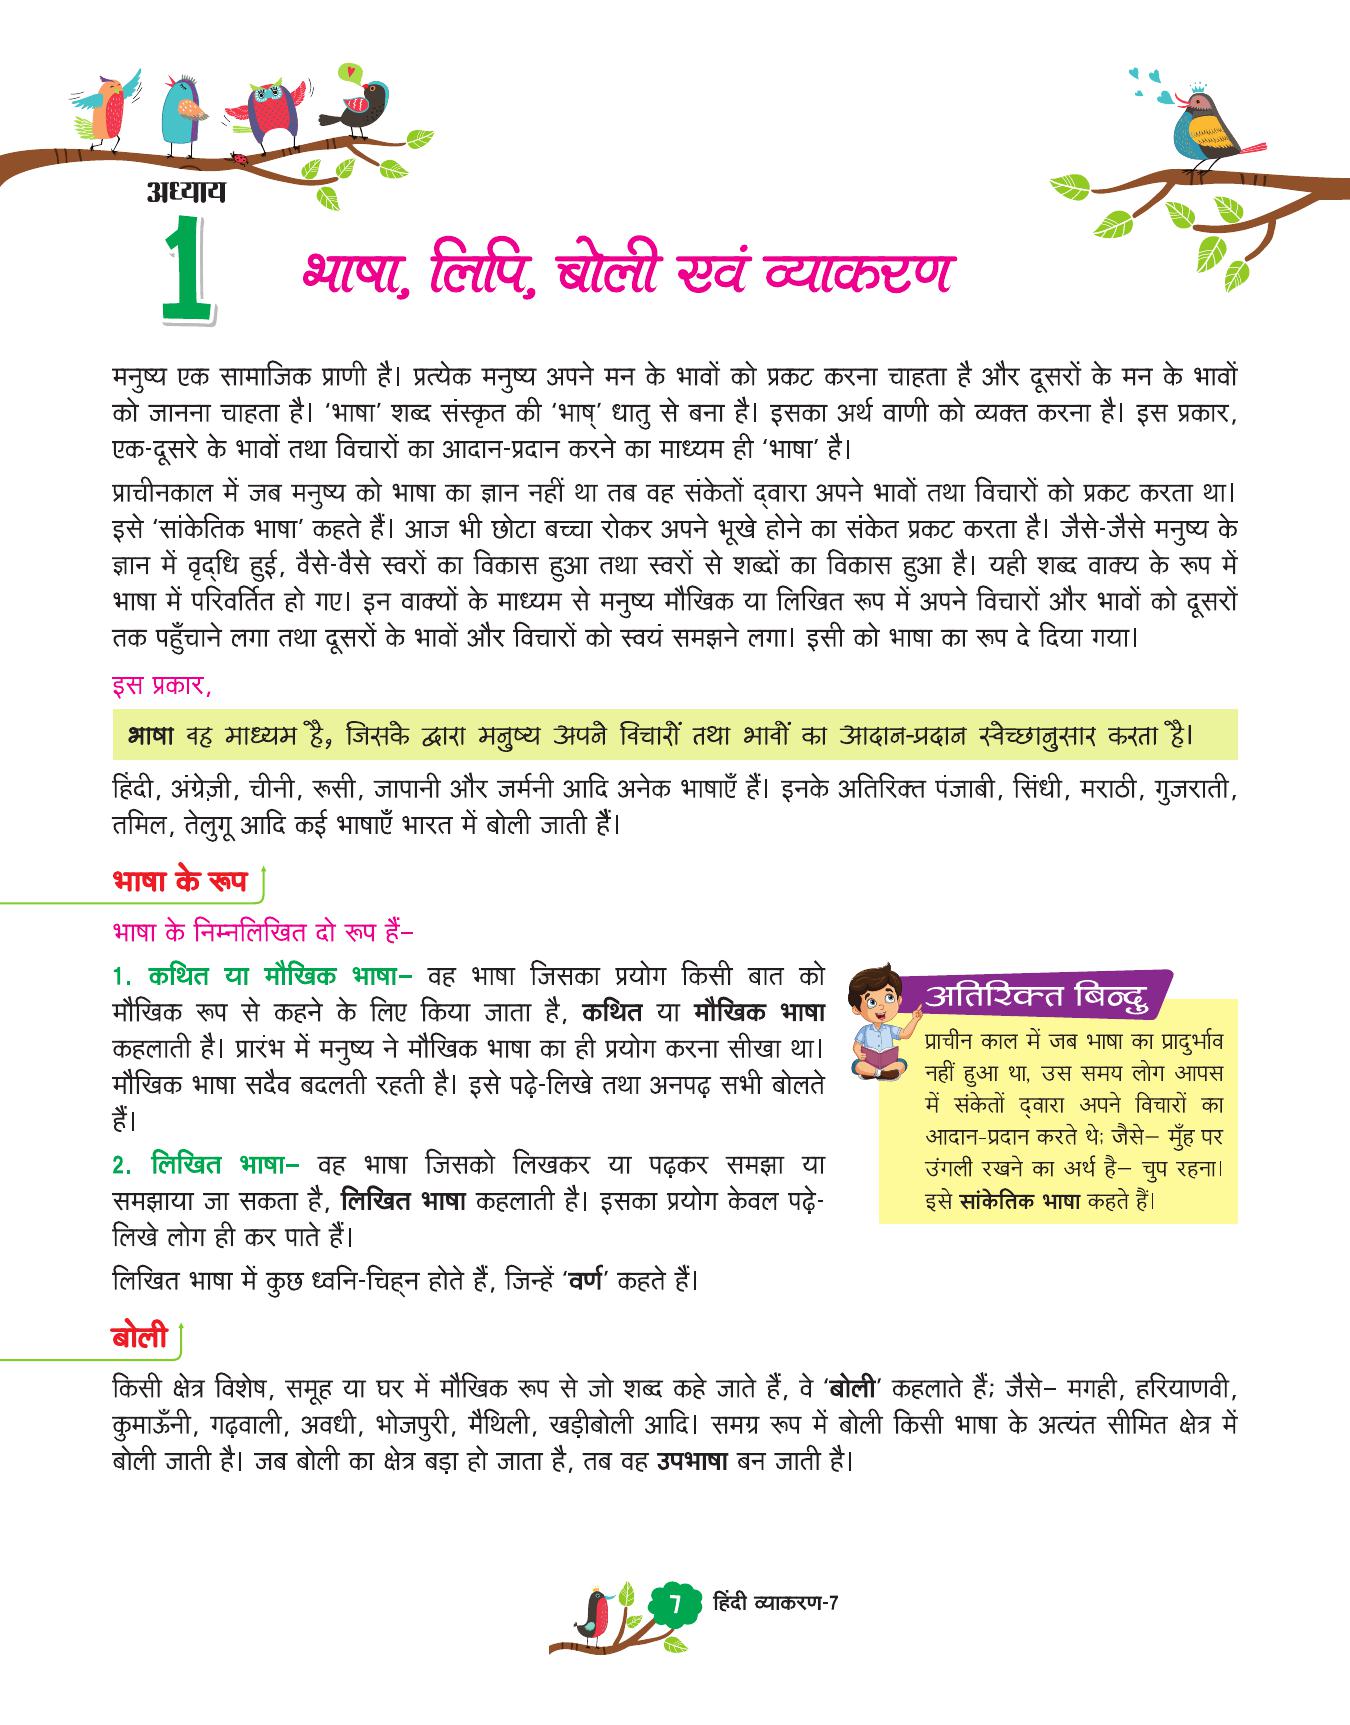 अध्याय
1
भाषा, लिपि, बोली एवं व्याकरण
मनुष्य एक सामाजिक प्राणी है। प्रत्येक मनुष्य अपने मन के भावों को प्रकट करना चाहता है और दूसरों के मन के भावों
को जानना चाहता है। ‘भाषा’ शब्द संस्कृत की ‘भाष्’ धातु से बना है। इसका अर्थ वाणी को व्यक्त करना है। इस प्रकार,
एक-दूसरे के भावों तथा विचारों का आदान-प्रदान करने का माध्यम ही ‘भाषा’ है।
प्राचीनकाल में जब मनुष्य को भाषा का ज्ञान नहीं था तब वह संकेतों द्‌वारा अपने भावों तथा विचारों को प्रकट करता था।
इसे ‘सांकेतिक भाषा’ कहते हैं। आज भी छोटा बच्चा रोकर अपने भूखे होने का संकेत प्रकट करता है। जैसे-जैसे मनुष्य के
ज्ञान में वृद्‌धि हुई, वैसे-वैसे स्वरों का विकास हुआ तथा स्वरों से शब्दों का विकास हुआ है। यही शब्द वाक्य के रूप में
भाषा में परिवर्तित हो गए। इन वाक्यों के माध्यम से मनुष्य मौखिक या लिखित रूप में अपने विचारों और भावों को दूसरों
तक पहुँचाने लगा तथा दूसरों के भावों और विचारों को स्वयं समझने लगा। इसी को भाषा का रूप दे दिया गया।
इस प्रकार,
भाषा वह माध्यम है, जिसके द्वारा मनुष्य अपने विचारों तथा भावों का आदान-प्रदान स्वेच्छानुसार करता है।
हिंदी, अंग्रेज़ी, चीनी, रूसी, जापानी और जर्मनी आदि अनेक भाषाएँ हैं। इनके अतिरिक्त पंजाबी, सिंधी, मराठी, गुजराती,
तमिल, तेलुगू आदि कई भाषाएँ भारत में बोली जाती हैं।
भाषा के रूप
भाषा के निम्नलिखित दो रूप हैं–
1. कथित या मौखिक भाषा– वह भाषा जिसका प्रयोग किसी बात को
मौखिक रूप से कहने के लिए किया जाता है, कथित या मौखिक भाषा
कहलाती है। प्रारंभ में मनुष्य ने मौखिक भाषा का ही प्रयोग करना सीखा था।
मौखिक भाषा सदैव बदलती रहती है। इसे पढ़े-लिखे तथा अनपढ़ सभी बोलते
हैं।
2. लिखित भाषा– वह भाषा जिसको लिखकर या पढ़कर समझा या
समझाया जा सकता है, लिखित भाषा कहलाती है। इसका प्रयोग केवल पढ़े-
लिखे लोग ही कर पाते हैं।
लिखित भाषा में कुछ ध्वनि-चिह्‌न होते हैं, जिन्हें ‘वर्ण’ कहते हैं।
अतिरिक्त बिन्दु
प्राचीन काल में जब भाषा का प्रादुर्भाव
नहीं हुआ था, उस समय लोग आपस
में संकेतों द्‌वारा अपने विचारों का
आदान-प्रदान करते थे; जैसे– मुँह पर
उंगली रखने का अर्थ है– चुप रहना।
इसे सांकेतिक भाषा कहते हैं।
बोली
किसी क्षेत्र विशेष, समूह या घर में मौखिक रूप से जो शब्द कहे जाते हैं, वे ‘बोली’ कहलाते हैं; जैसे– मगही, हरियाणवी,
कुमाऊँनी, गढ़वाली, अवधी, भोजपुरी, मैथिली, खड़ीबोली आदि। समग्र रूप में बोली किसी भाषा के अत्यंत सीमित क्षेत्र में
बोली जाती है। जब बोली का क्षेत्र बड़ा हो जाता है, तब वह उपभाषा बन जाती है।
7 हिंदी व्याकरण-7